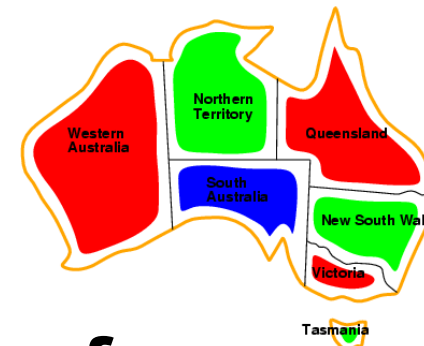 Northern
Territory
Western
Australia
Queensland
South
Australia
New South Wal
Victoria
Tasmania